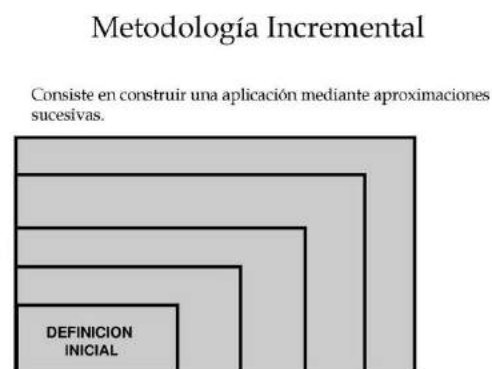 Metodología Incremental
Consiste en construir una aplicación mediante aproximaciones
sucesivas.
DEFINICION
INICIAL